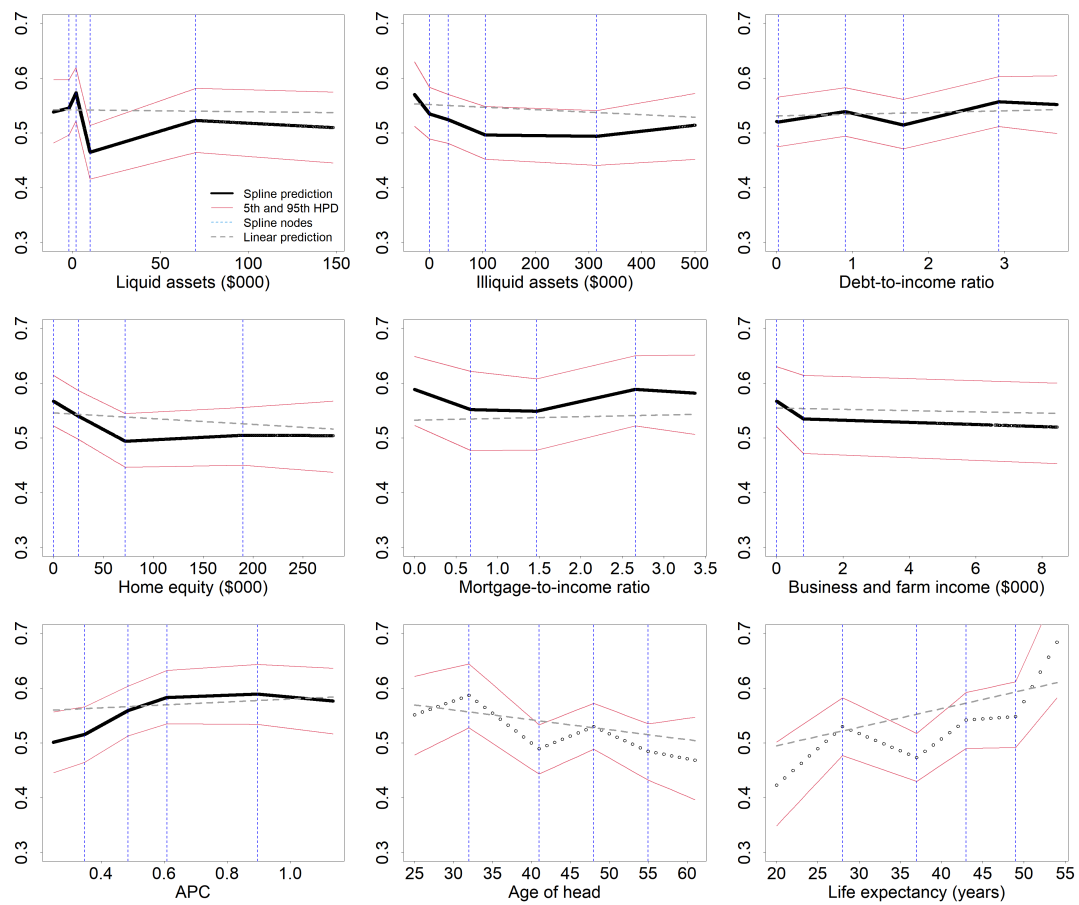 0.3 0.4 0.5 0.6 0.7
0 50 100 150
Liquid assets ($000)
Spline prediction
5th and 95th HPD
Spline nodes
Linear prediction
0.3 0.4 0.5 0.6 0.7
0 100 200 300 400 500
Illiquid assets ($000)
0.3 0.4 0.5 0.6 0.7
0 1 2 3
Debt-to-income ratio
0.3 0.4 0.5 0.6 0.7
0 50 100 150 200 250
Home equity ($000)
0.3 0.4 0.5 0.6 0.7
0.0 0.5 1.0 1.5 2.0 2.5 3.0 3.5
Mortgage-to-income ratio
0.3 0.4 0.5 0.6 0.7
0 2 4 6 8
Business and farm income ($000)
0.3 0.4 0.5 0.6 0.7
0.4 0.6 0.8 1.0
APC
0.3 0.4 0.5 0.6 0.7
25 30 35 40 45 50 55 60
Age of head
0.3 0.4 0.5 0.6 0.7
20 25 30 35 40 45 50 55
Life expectancy (years)